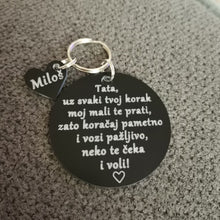 Miloš
Tata,
uz svaki tvoj korak
moj mali te prati,
zato koračaj pametno
i vozi pažljivo,
neko te čeka
i voli!